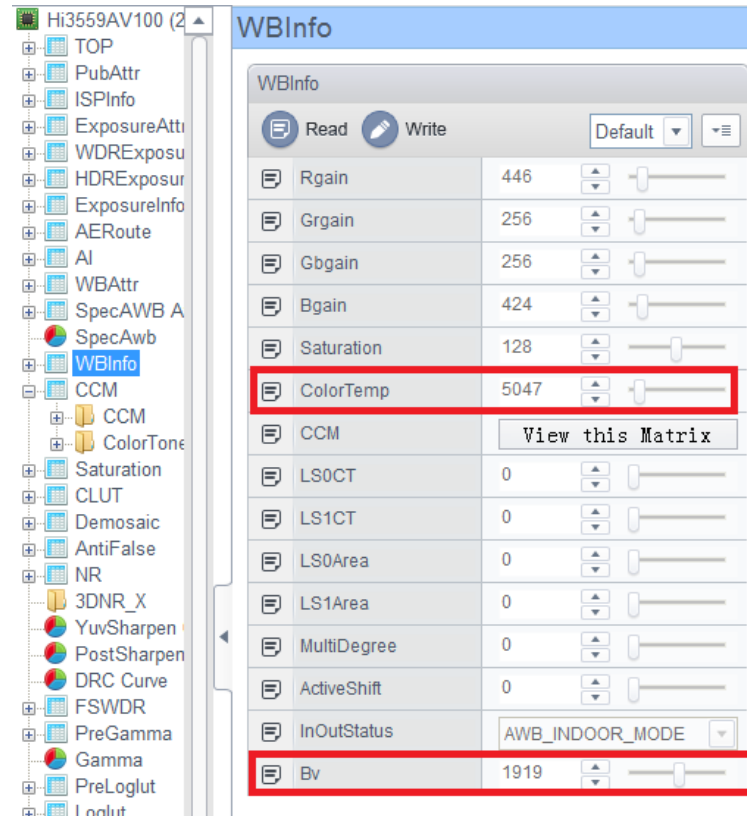 Hi3559AV100 (2
TOP
PubAttr
ISPInfo
ExposureAttr
WDRExposu
HDRExposur
ExposureInfo
AERoute
AI
WBAttr
SpecAWB A
SpecAwb
WBInfo
CCM
CCM
ColorTone
Saturation
CLUT
Demosaic
AntiFalse
NR
3DNR_X
YuvSharpen
PostSharpen
DRC Curve
FSWDR
PreGamma
Gamma
PreLoglut
Loglut
WBInfo
WBInfo
Read Write Default
Rgain 446
Grgain 256
Gbgain 256
Bgain 424
Saturation 128
ColorTemp 5047
CCM View this Matrix
LS0CT 0
LS1CT 0
LS0Area 0
LS1Area 0
MultiDegree 0
ActiveShift 0
InOutStatus AWB_INDOOR_MODE
Bv 1919